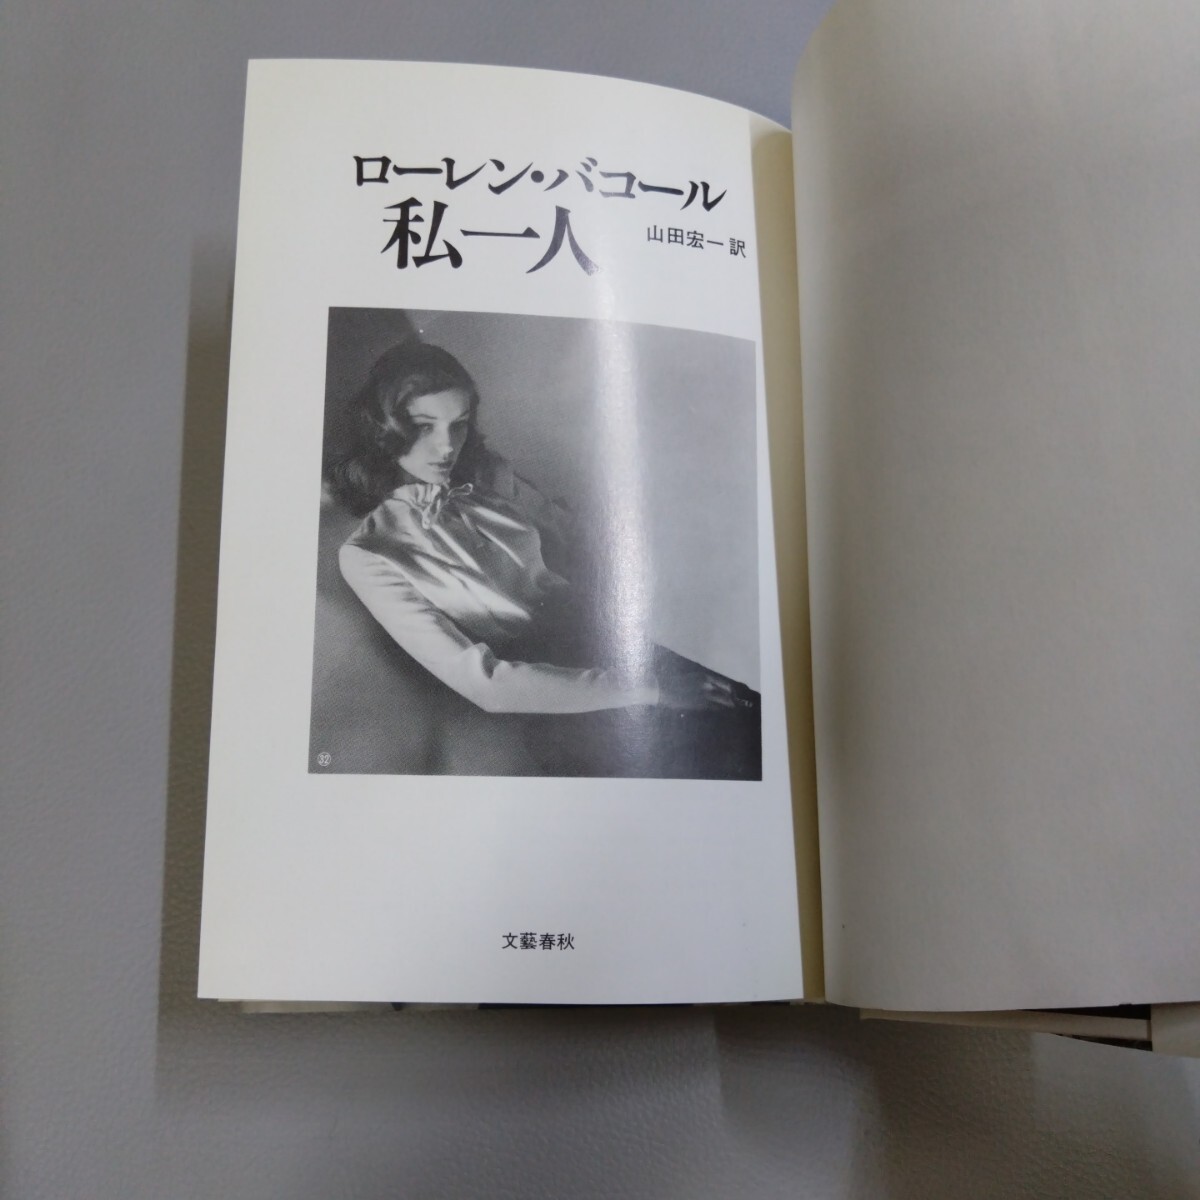 ローレン・バコール
私一人
山田宏一訳
㉜
文藝春秋